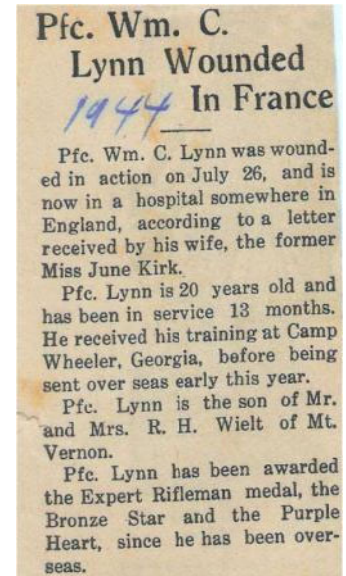 Pfc. Wm. C.
Lynn Wounded
1944 In France
Pfc. Wm. C. Lynn was wound-
ed in action on July 26, and is
now in a hospital somewhere in
England, according to a letter
received by his wife, the former
Miss June Kirk.
Pfc. Lynn is 20 years old and
has been in service 13 months.
He received his training at Camp
Wheeler, Georgia, before being
sent over seas early this year.
Pfc. Lynn is the son of Mr.
and Mrs. R. H. Wielt of Mt.
Vernon.
Pfc. Lynn has been awarded
the Expert Rifleman medal, the
Bronze Star and the Purple
Heart, since he has been over-
seas.